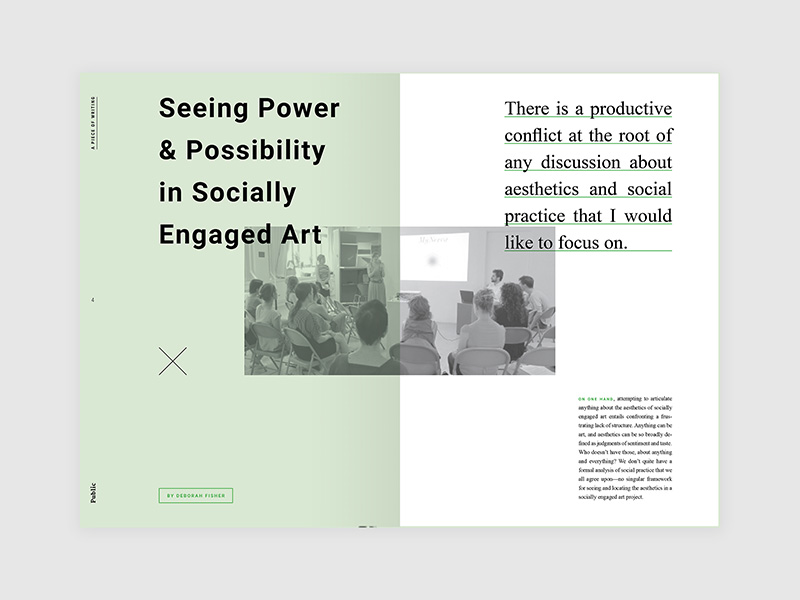 A PIECE OF WRITING
Seeing Power
& Possibility
in Socially
Engaged Art
4
Public
BY DEBORAH FISHER
There is a productive
conflict at the root of
any discussion about
aesthetics and social
practice that I would
like to focus on.
ON ONE HAND, attempting to articulate
anything about the aesthetics of socially
engaged art entails confronting a frus-
trating lack of structure. Anything can be
art, and aesthetics can be so broadly de-
fined as judgments of sentiment and taste.
Who doesn't have those, about anything
and everything? We don't quite have a
formal analysis of social practice that we
all agree upon—no singular framework
for seeing and locating the aesthetics in a
socially engaged art project.